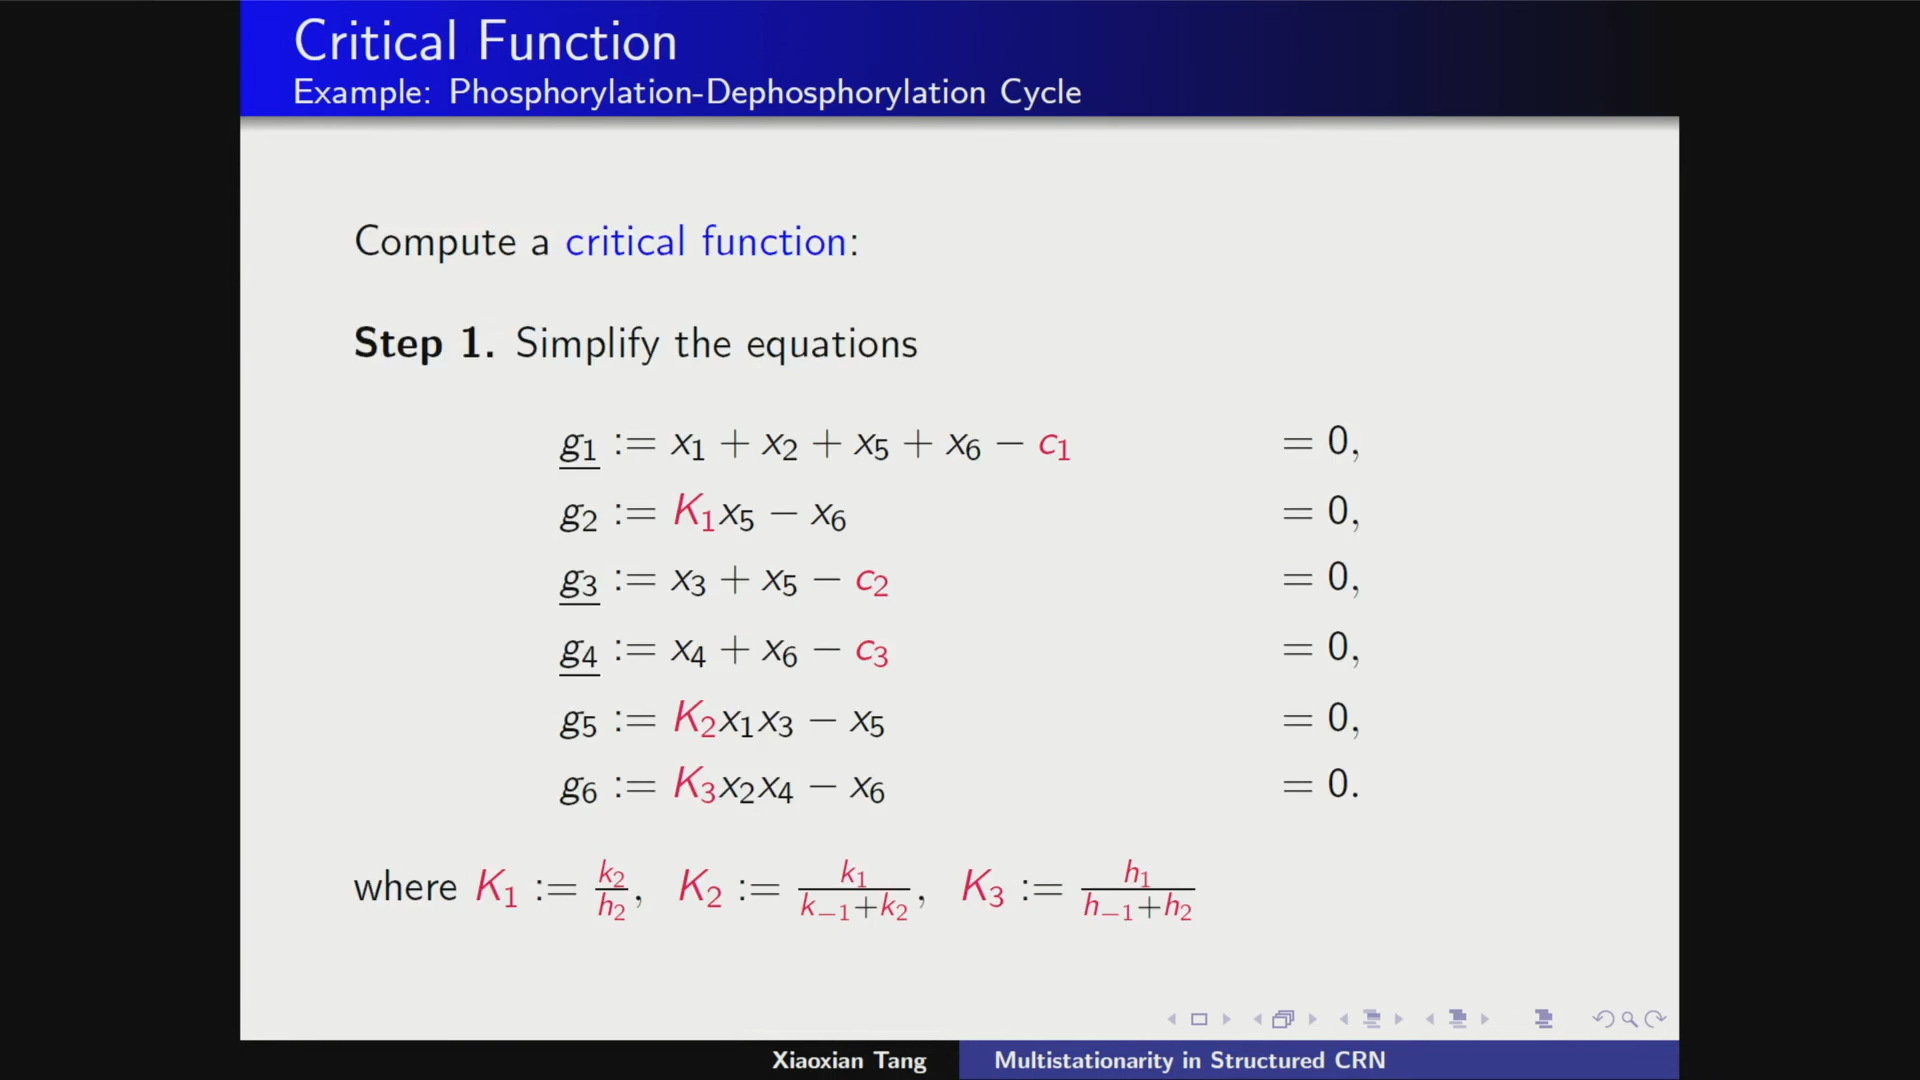 Critical Function
Example: Phosphorylation-Dephosphorylation Cycle
Compute a critical function:
Step 1. Simplify the equations
g₁ := x₁ + x₂ + x₅ + x₆ − c₁ = 0,
g₂ := K₁x₅ − x₆ = 0,
g₃ := x₃ + x₅ − c₂ = 0,
g₄ := x₄ + x₆ − c₃ = 0,
g₅ := K₂x₁x₃ − x₅ = 0,
g₆ := K₃x₂x₄ − x₆ = 0.
where K₁ := k₂/h₂, K₂ := k₁/(k₋₁+k₂), K₃ := h₁/(h₋₁+h₂)
Xiaoxian Tang Multistationarity in Structured CRN